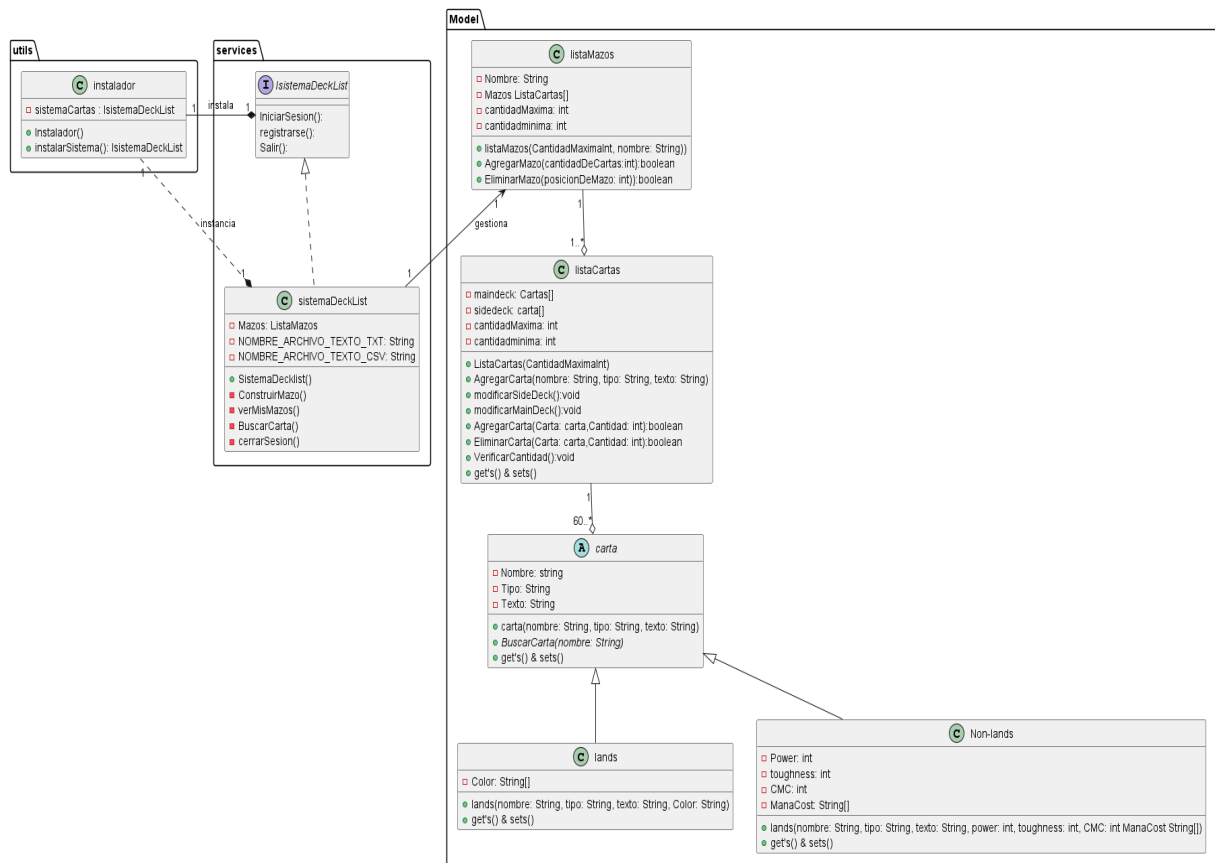 utils
C instalador
sistemaCartas : IsistemaDeckList
Instalador()
instalarSistema(): IsistemaDeckList
1
instala
1
1
instancia
1
services
I IsistemaDeckList
IniciarSesion():
registrarse():
Salir():
C sistemaDeckList
Mazos: ListaMazos
NOMBRE_ARCHIVO_TEXTO_TXT: String
NOMBRE_ARCHIVO_TEXTO_CSV: String
SistemaDecklist()
ConstruirMazo()
verMisMazos()
BuscarCarta()
cerrarSesion()
1
gestiona
1
Model
C listaMazos
Nombre: String
Mazos ListaCartas[]
cantidadMaxima: int
cantidadminima: int
listaMazos(CantidadMaximaInt, nombre: String))
AgregarMazo(cantidadDeCartas:int):boolean
EliminarMazo(posicionDeMazo: int)):boolean
1
1..*
C listaCartas
maindeck: Cartas[]
sidedeck: carta[]
cantidadMaxima: int
cantidadminima: int
ListaCartas(CantidadMaximaInt)
AgregarCarta(nombre: String, tipo: String, texto: String)
modificarSideDeck():void
modificarMainDeck():void
AgregarCarta(Carta: carta,Cantidad: int):boolean
EliminarCarta(Carta: carta,Cantidad: int):boolean
VerificarCantidad():void
get's() & sets()
1
60..*
A carta
Nombre: string
Tipo: String
Texto: String
carta(nombre: String, tipo: String, texto: String)
BuscarCarta(nombre: String)
get's() & sets()
C lands
Color: String[]
lands(nombre: String, tipo: String, texto: String, Color: String)
get's() & sets()
C Non-lands
Power: int
toughness: int
CMC: int
ManaCost: String[]
lands(nombre: String, tipo: String, texto: String, power: int, toughness: int, CMC: int ManaCost String[])
get's() & sets()